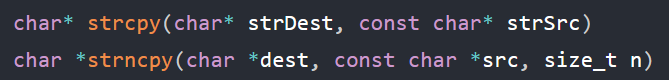 char* strcpy(char* strDest, const char* strSrc)
char *strncpy(char *dest, const char *src, size_t n)